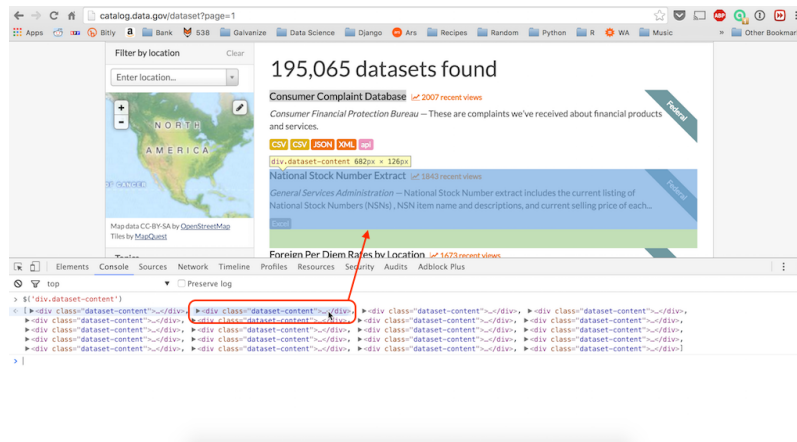 catalog.data.gov/dataset?page=1
Apps Bitly Bank 538 Galvanize Data Science Django Ars Recipes Random Python R WA Music » Other Bookmar
Filter by location Clear
Enter location...
NORTH
AMERICA
OF CANCER
Map data CC-BY-SA by OpenStreetMap
Tiles by MapQuest
Topics
195,065 datasets found
Consumer Complaint Database 2007 recent views
Federal
Consumer Financial Protection Bureau — These are complaints we've received about financial products
and services.
CSV CSV JSON XML api
div.dataset-content 682px × 126px
National Stock Number Extract 1843 recent views
Federal
General Services Administration — National Stock Number extract includes the current listing of
National Stock Numbers (NSNs) , NSN item name and descriptions, and current selling price of each...
Excel
Foreign Per Diem Rates by Location 1673 recent views
Elements Console Sources Network Timeline Profiles Resources Security Audits Adblock Plus
top ▼ Preserve log
> $('div.dataset-content')
[▶<div class="dataset-content">…</div>, ▶<div class="dataset-content">…</div>, ▶<div class="dataset-content">…</div>, ▶<div class="dataset-content">…</div>,
▶<div class="dataset-content">…</div>, ▶<div class="dataset-content">…</div>, ▶<div class="dataset-content">…</div>, ▶<div class="dataset-content">…</div>,
▶<div class="dataset-content">…</div>, ▶<div class="dataset-content">…</div>, ▶<div class="dataset-content">…</div>, ▶<div class="dataset-content">…</div>,
▶<div class="dataset-content">…</div>, ▶<div class="dataset-content">…</div>, ▶<div class="dataset-content">…</div>, ▶<div class="dataset-content">…</div>,
▶<div class="dataset-content">…</div>, ▶<div class="dataset-content">…</div>, ▶<div class="dataset-content">…</div>, ▶<div class="dataset-content">…</div>]
>